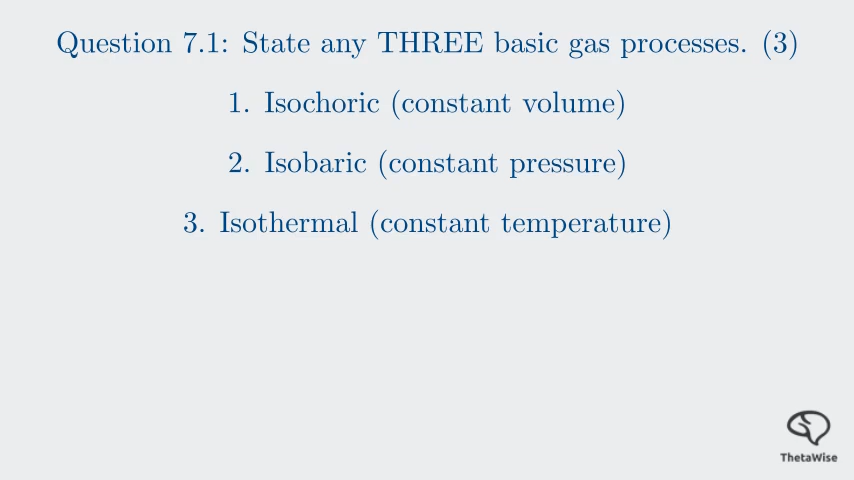 Question 7.1: State any THREE basic gas processes. (3)
1. Isochoric (constant volume)
2. Isobaric (constant pressure)
3. Isothermal (constant temperature)
ThetaWise